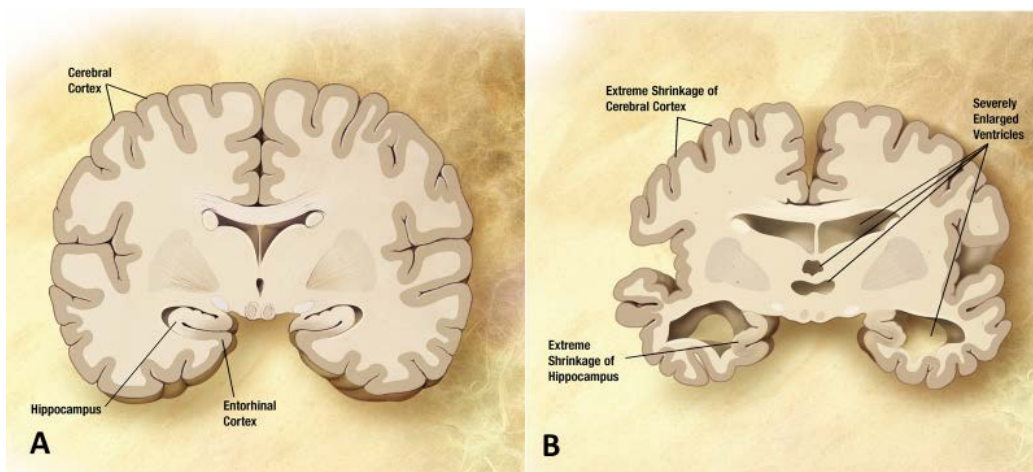 Cerebral
Cortex
Hippocampus
Entorhinal
Cortex
A
Extreme Shrinkage of
Cerebral Cortex
Severely
Enlarged
Ventricles
Extreme
Shrinkage of
Hippocampus
B